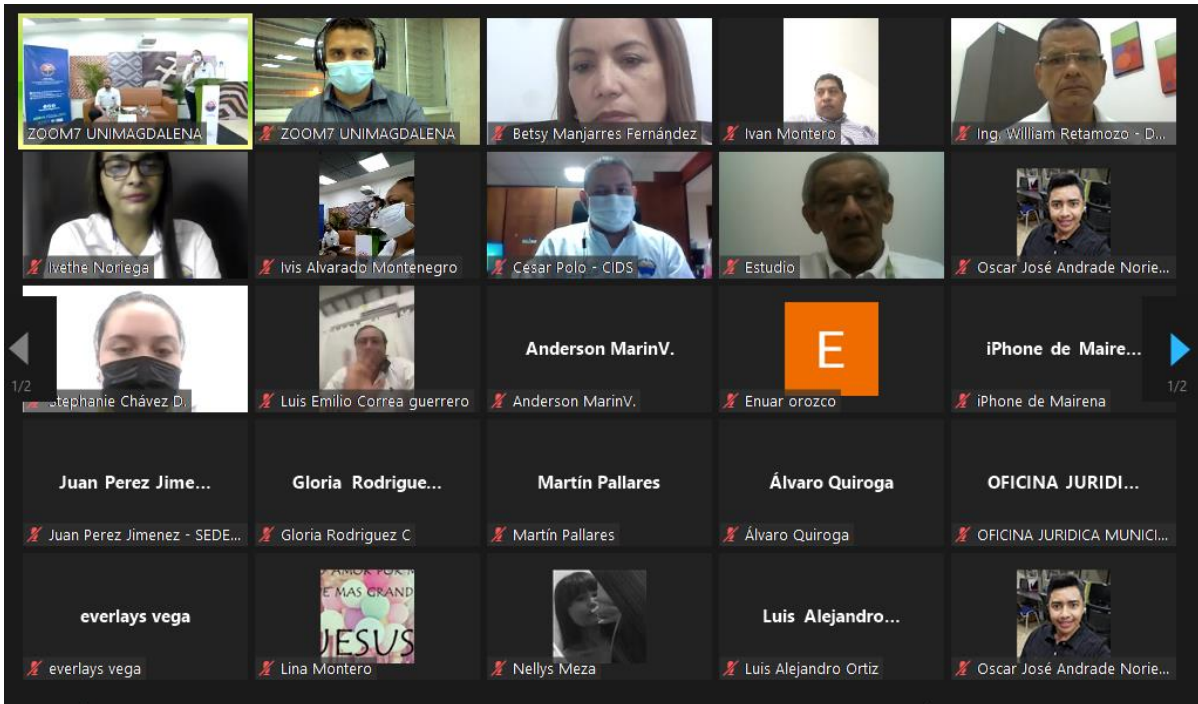 ZOOM7 UNIMAGDALENA
ZOOM7 UNIMAGDALENA
Betsy Manjarres Fernández
Ivan Montero
Ing. William Retamozo - D...
Ivethe Noriega
Ivis Alvarado Montenegro
Cesar Polo - CIDS
Estudio
Oscar José Andrade Norie...
1/2
Stephanie Chávez D.
Luis Emilio Correa guerrero
Anderson MarinV.
Anderson MarinV.
E
Enuar orozco
iPhone de Maire...
iPhone de Mairena
1/2
Juan Perez Jime...
Juan Perez Jimenez - SEDE...
Gloria Rodrigue...
Gloria Rodriguez C
Martín Pallares
Martín Pallares
Álvaro Quiroga
Álvaro Quiroga
OFICINA JURIDI...
OFICINA JURIDICA MUNICI...
everlays vega
everlays vega
AMOR POR
E MAS GRAND
JESUS
Lina Montero
Nellys Meza
Luis Alejandro...
Luis Alejandro Ortiz
Oscar José Andrade Norie...